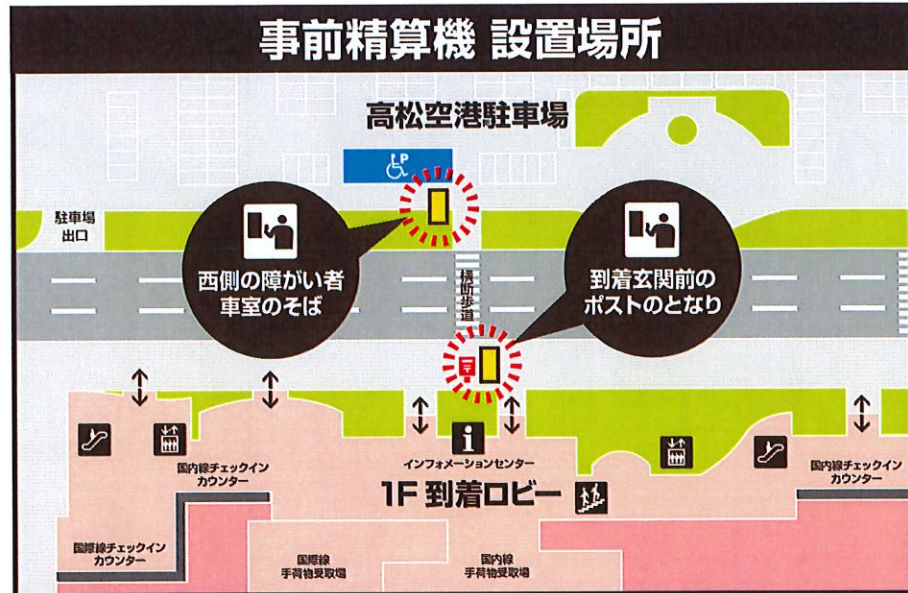 事前精算機 設置場所
高松空港駐車場
P
駐車場
出口
西側の障がい者
車室のそば
横断歩道
到着玄関前の
ポストのとなり
i
インフォメーションセンター
1F 到着ロビー
国内線チェックイン
カウンター
国内線チェックイン
カウンター
国際線チェックイン
カウンター
国際線
手荷物受取場
国内線
手荷物受取場